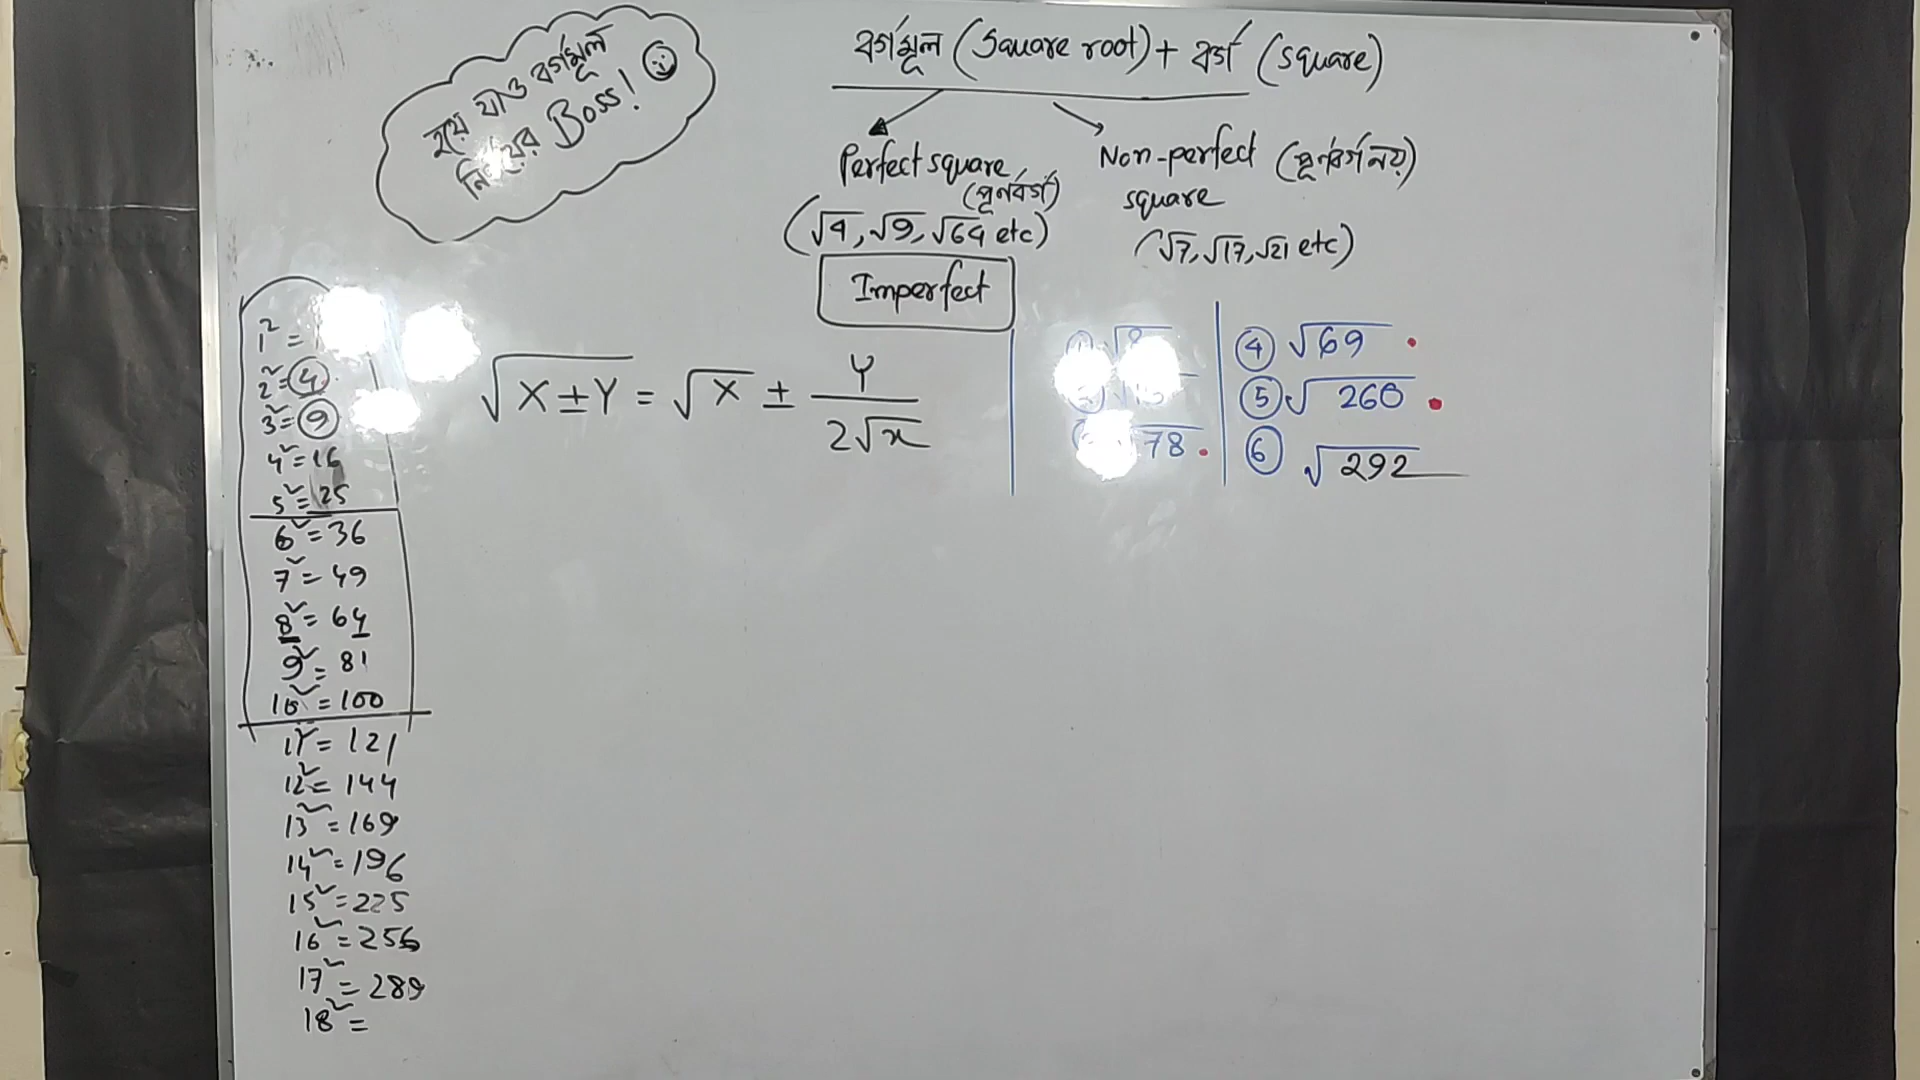 হয়ে যাও বর্গমূল
Boss!
বর্গমূল (Square root) + বর্গ (square)
Perfect square
(পূর্নবর্গ)
(√4, √9, √64 etc)
Non-perfect (পূর্নবর্গ নয়)
square
(√7, √17, √21 etc)
Imperfect
√X±Y = √X ± Y/2√x
78
④ √69
⑤ √260
⑥ √292
1² =
2² = 4
3² = 9
4² = 16
5² = 25
6² = 36
7² = 49
8² = 64
9² = 81
10² = 100
11² = 121
12² = 144
13² = 169
14² = 196
15² = 225
16² = 256
17² = 289
18² =